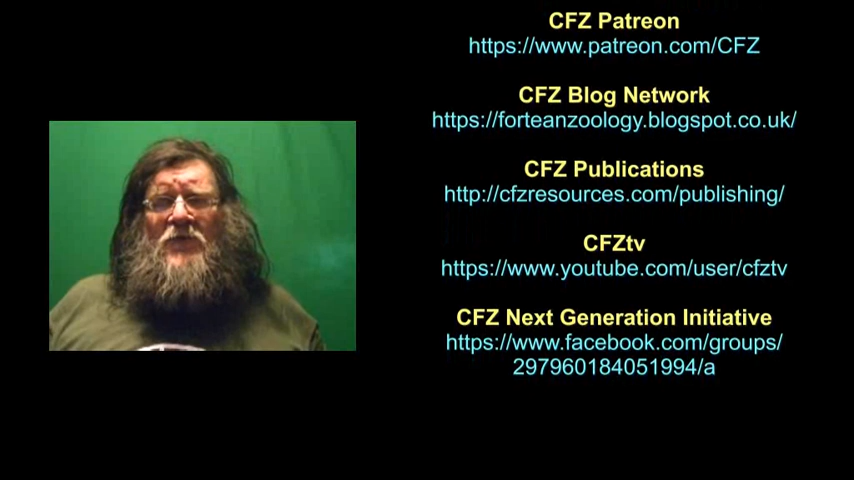 CFZ Patreon
https://www.patreon.com/CFZ
CFZ Blog Network
https://forteanzoology.blogspot.co.uk/
CFZ Publications
http://cfzresources.com/publishing/
CFZtv
https://www.youtube.com/user/cfztv
CFZ Next Generation Initiative
https://www.facebook.com/groups/
297960184051994/a